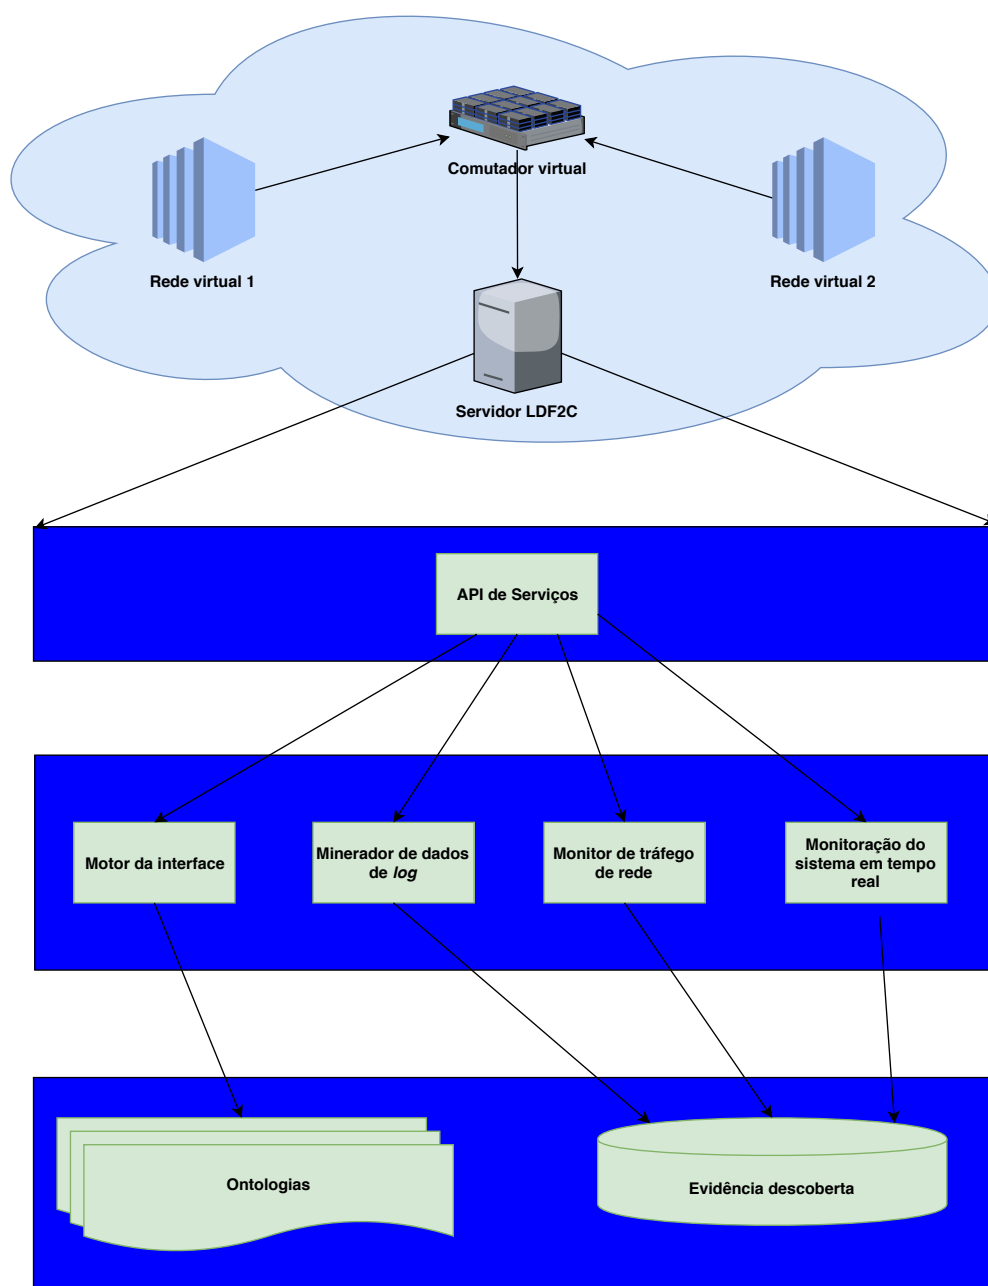 Comutador virtual
Rede virtual 1
Rede virtual 2
Servidor LDF2C
API de Serviços
Motor da interface
Minerador de dados
de log
Monitor de tráfego
de rede
Monitoração do
sistema em tempo
real
Ontologias
Evidência descoberta